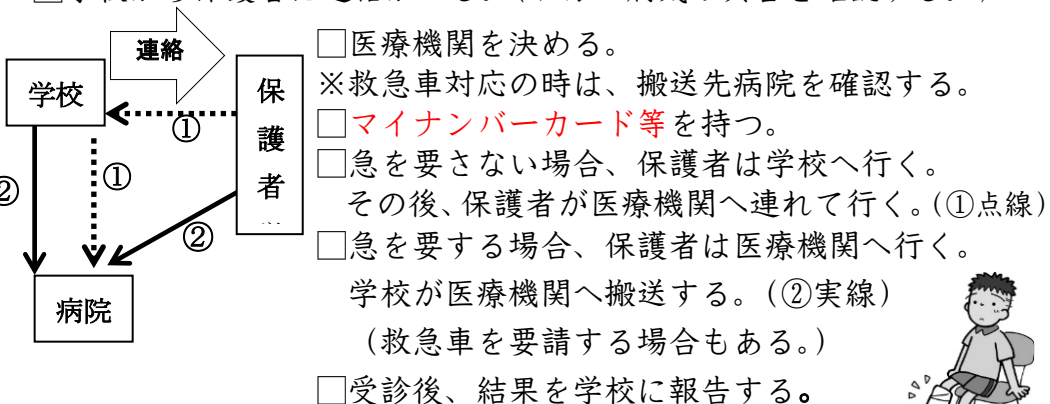 連絡
学校
保護者
①
①
②
②
病院
□医療機関を決める。
※救急車対応の時は、搬送先病院を確認する。
□マイナンバーカード等を持つ。
□急を要さない場合、保護者は学校へ行く。
その後、保護者が医療機関へ連れて行く。(①点線)
□急を要する場合、保護者は医療機関へ行く。
学校が医療機関へ搬送する。(②実線)
(救急車を要請する場合もある。)
□受診後、結果を学校に報告する。